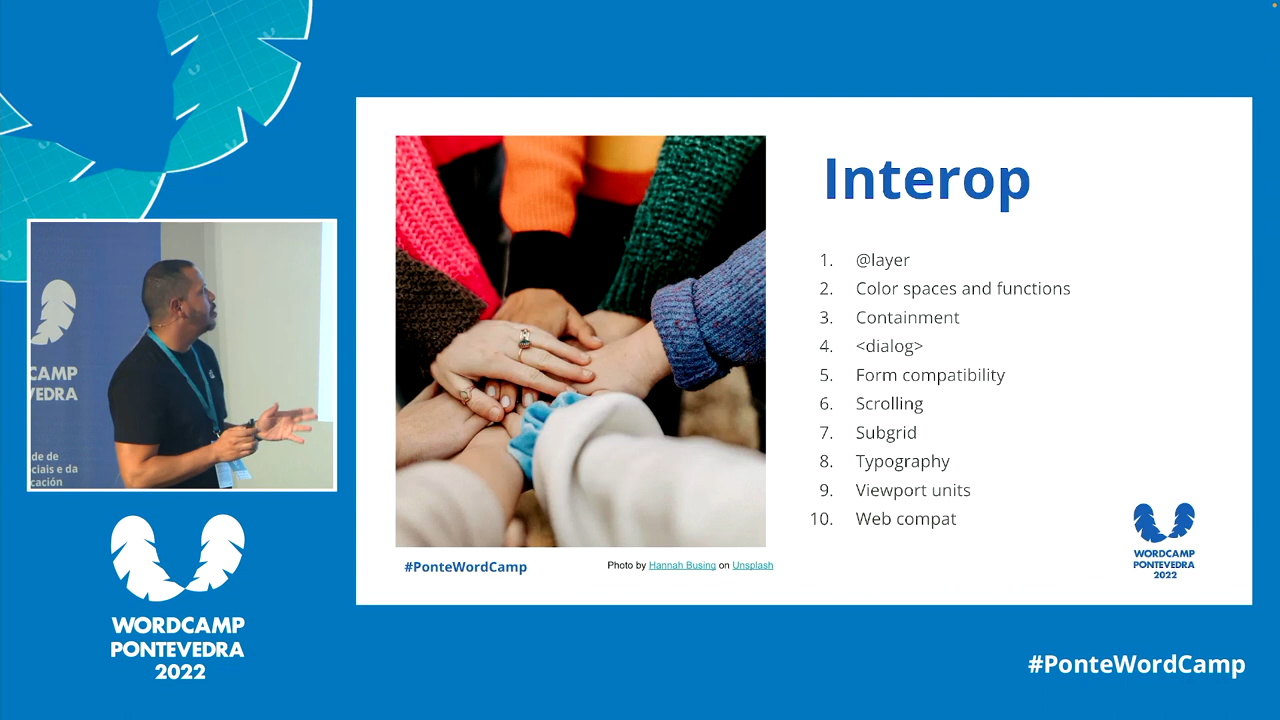 CAMP
VEDRA
de de
ciais e da
cación
WORDCAMP
PONTEVEDRA
2022
Interop
1. @layer
2. Color spaces and functions
3. Containment
4. <dialog>
5. Form compatibility
6. Scrolling
7. Subgrid
8. Typography
9. Viewport units
10. Web compat
#PonteWordCamp
Photo by Hannah Busing on Unsplash
WORDCAMP
PONTEVEDRA
2022
#PonteWordCamp